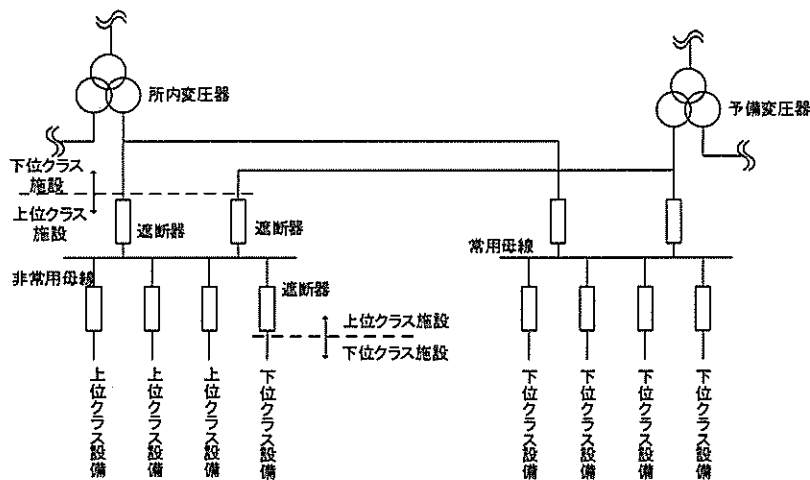 所内変圧器
予備変圧器
下位クラス
施設
上位クラス
施設
遮断器
遮断器
常用母線
非常用母線
遮断器
上位クラス施設
下位クラス施設
上位クラス設備
上位クラス設備
上位クラス設備
下位クラス設備
下位クラス設備
下位クラス設備
下位クラス設備
下位クラス設備